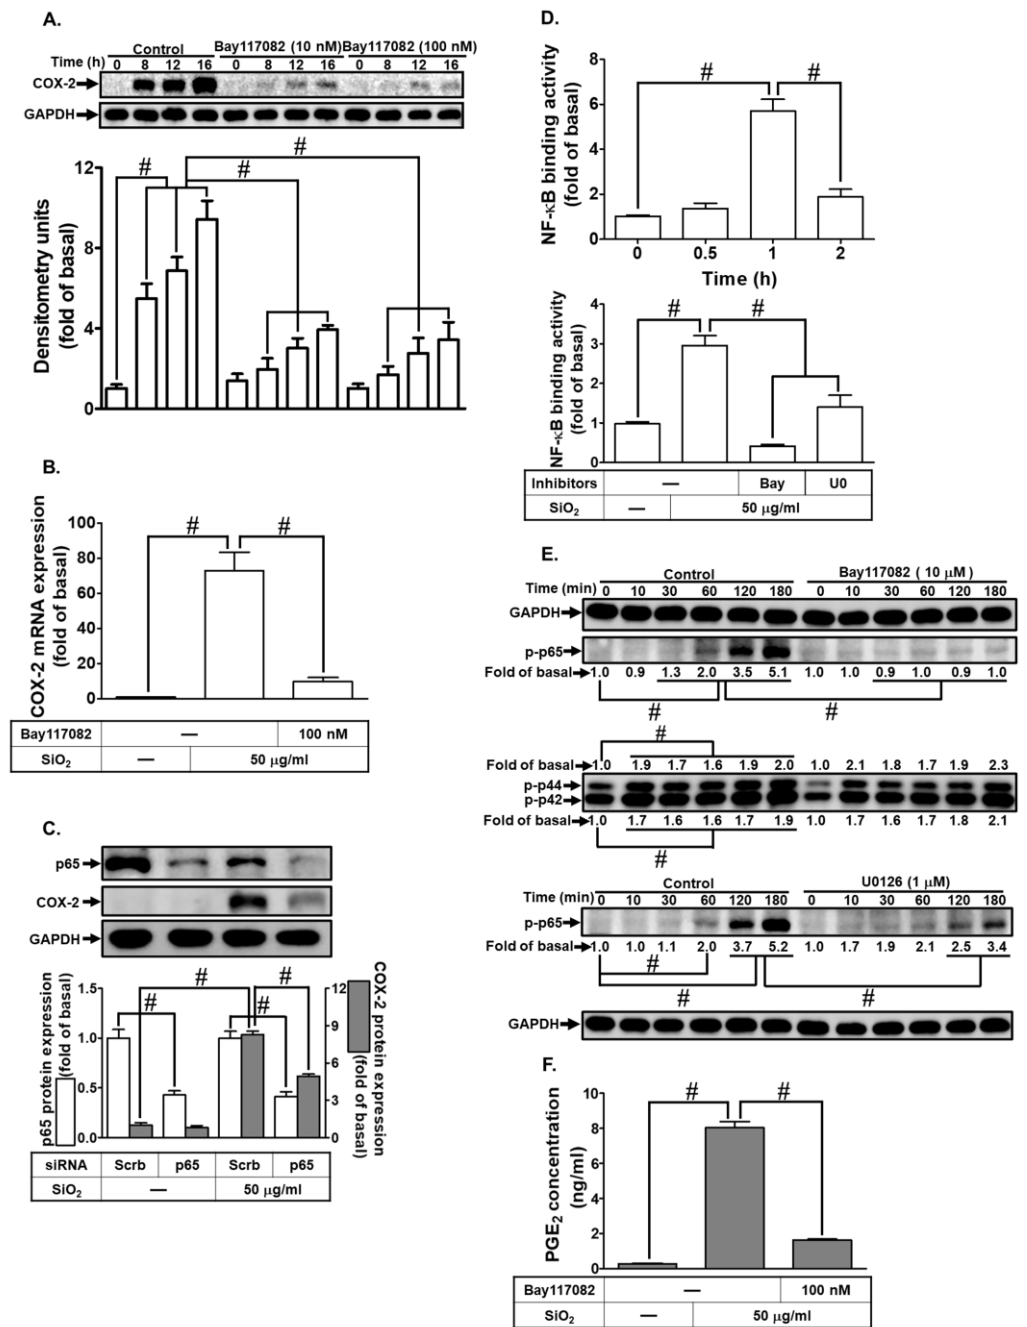 A.
Control Bay117082 (10 nM) Bay117082 (100 nM)
Time (h) 0 8 12 16 0 8 12 16 0 8 12 16
COX-2
GAPDH
#
#
#
12
8
4
0
Densitometry units
(fold of basal)
B.
COX-2 mRNA expression
(fold of basal)
100
80
60
40
20
0
# #
Bay117082 — 100 nM
SiO₂ — 50 μg/ml
C.
p65
COX-2
GAPDH
p65 protein expression
(fold of basal)
1.5
1.0
0.5
0.0
# # # #
12
9
6
3
0
COX-2 protein expression
(fold of basal)
siRNA Scrb p65 Scrb p65
SiO₂ — 50 μg/ml
D.
NF-κB binding activity
(fold of basal)
8
6
4
2
0
# #
0 0.5 1 2
Time (h)
NF-κB binding activity
(fold of basal)
4
3
2
1
0
# #
Inhibitors — Bay U0
SiO₂ — 50 μg/ml
E.
Control Bay117082 ( 10 μM )
Time (min) 0 10 30 60 120 180 0 10 30 60 120 180
GAPDH
p-p65
Fold of basal 1.0 0.9 1.3 2.0 3.5 5.1 1.0 1.0 0.9 1.0 0.9 1.0
# #
#
Fold of basal 1.0 1.9 1.7 1.6 1.9 2.0 1.0 2.1 1.8 1.7 1.9 2.3
p-p44
p-p42
Fold of basal 1.0 1.7 1.6 1.6 1.7 1.9 1.0 1.7 1.6 1.7 1.8 2.1
#
Control U0126 (1 μM)
Time (min) 0 10 30 60 120 180 0 10 30 60 120 180
p-p65
Fold of basal 1.0 1.0 1.1 2.0 3.7 5.2 1.0 1.7 1.9 2.1 2.5 3.4
#
# #
GAPDH
F.
PGE₂ concentration
(ng/ml)
10
8
6
4
2
0
# #
Bay117082 — 100 nM
SiO₂ — 50 μg/ml